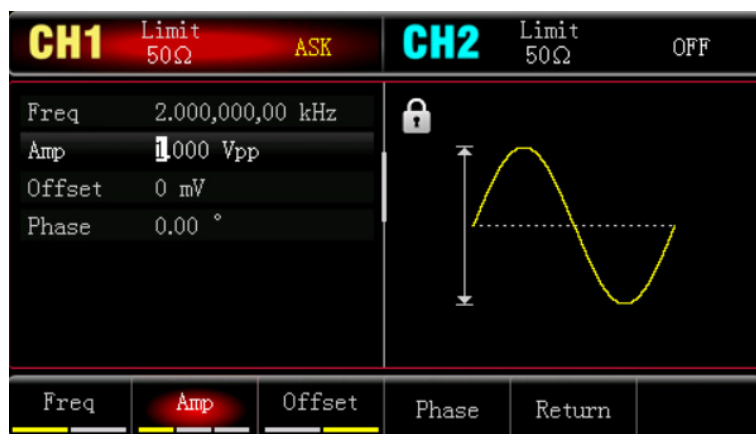 CH1 Limit 50Ω ASK CH2 Limit 50Ω OFF
Freq 2.000,000,00 kHz
Amp 1.000 Vpp
Offset 0 mV
Phase 0.00 °
Freq Amp Offset Phase Return